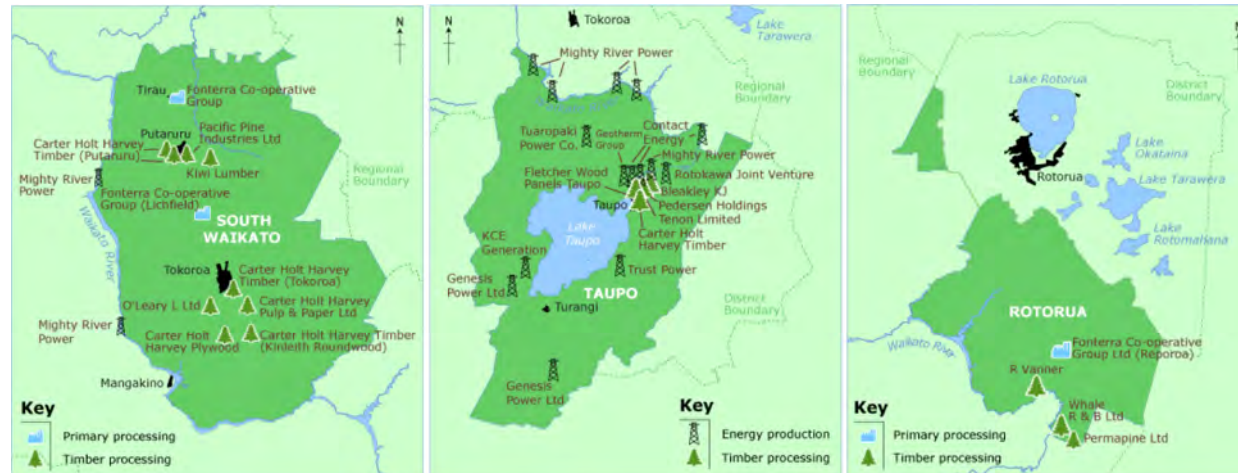 N
Tirau
Fonterra Co-operative
Group
Pacific Pine
Industries Ltd
Putaruru
Carter Holt Harvey
Timber (Putaruru)
Kiwi Lumber
Mighty River
Power
Fonterra Co-operative
Group (Lichfield)
Regional
Boundary
SOUTH
WAIKATO
Waikato River
Tokoroa
Carter Holt Harvey
Timber (Tokoroa)
O'Leary L Ltd
Carter Holt Harvey
Pulp & Paper Ltd
Mighty River
Power
Carter Holt
Harvey Plywood
Carter Holt Harvey Timber
(Kinleith Roundwood)
Mangakino
Key
Primary processing
Timber processing
N
Tokoroa
Lake
Tarawera
Mighty River Power
Regional
Boundary
Tuaropaki
Power Co.
Geotherm
Group
Contact
Energy
Mighty River Power
Fletcher Wood
Panels Taupo
Rotokawa Joint Venture
Bleakley KJ
Taupo
Pedersen Holdings
Tenon Limited
Carter Holt
Harvey Timber
Lake
Taupo
KCE
Generation
Genesis
Power Ltd
Trust Power
TAUPO
Turangi
District
Boundary
Genesis
Power Ltd
Key
Energy production
Timber processing
N
Regional
Boundary
Lake Rotorua
District
Boundary
Lake
Okataina
Rotorua
Lake Tarawera
Lake
Rotomahana
ROTORUA
Waikato River
Fonterra Co-operative
Group Ltd (Reporoa)
R Vanner
Whale
R & B Ltd
Permapine Ltd
Key
Primary processing
Timber processing